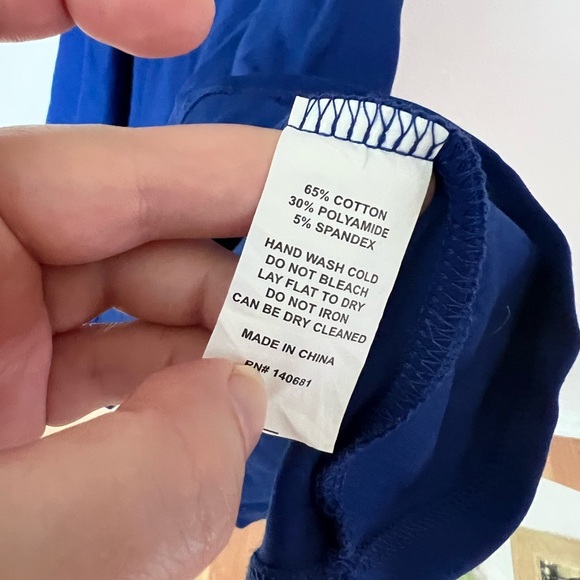 65% COTTON
30% POLYAMIDE
5% SPANDEX
HAND WASH COLD
DO NOT BLEACH
LAY FLAT TO DRY
DO NOT IRON
CAN BE DRY CLEANED
MADE IN CHINA
RN# 140681